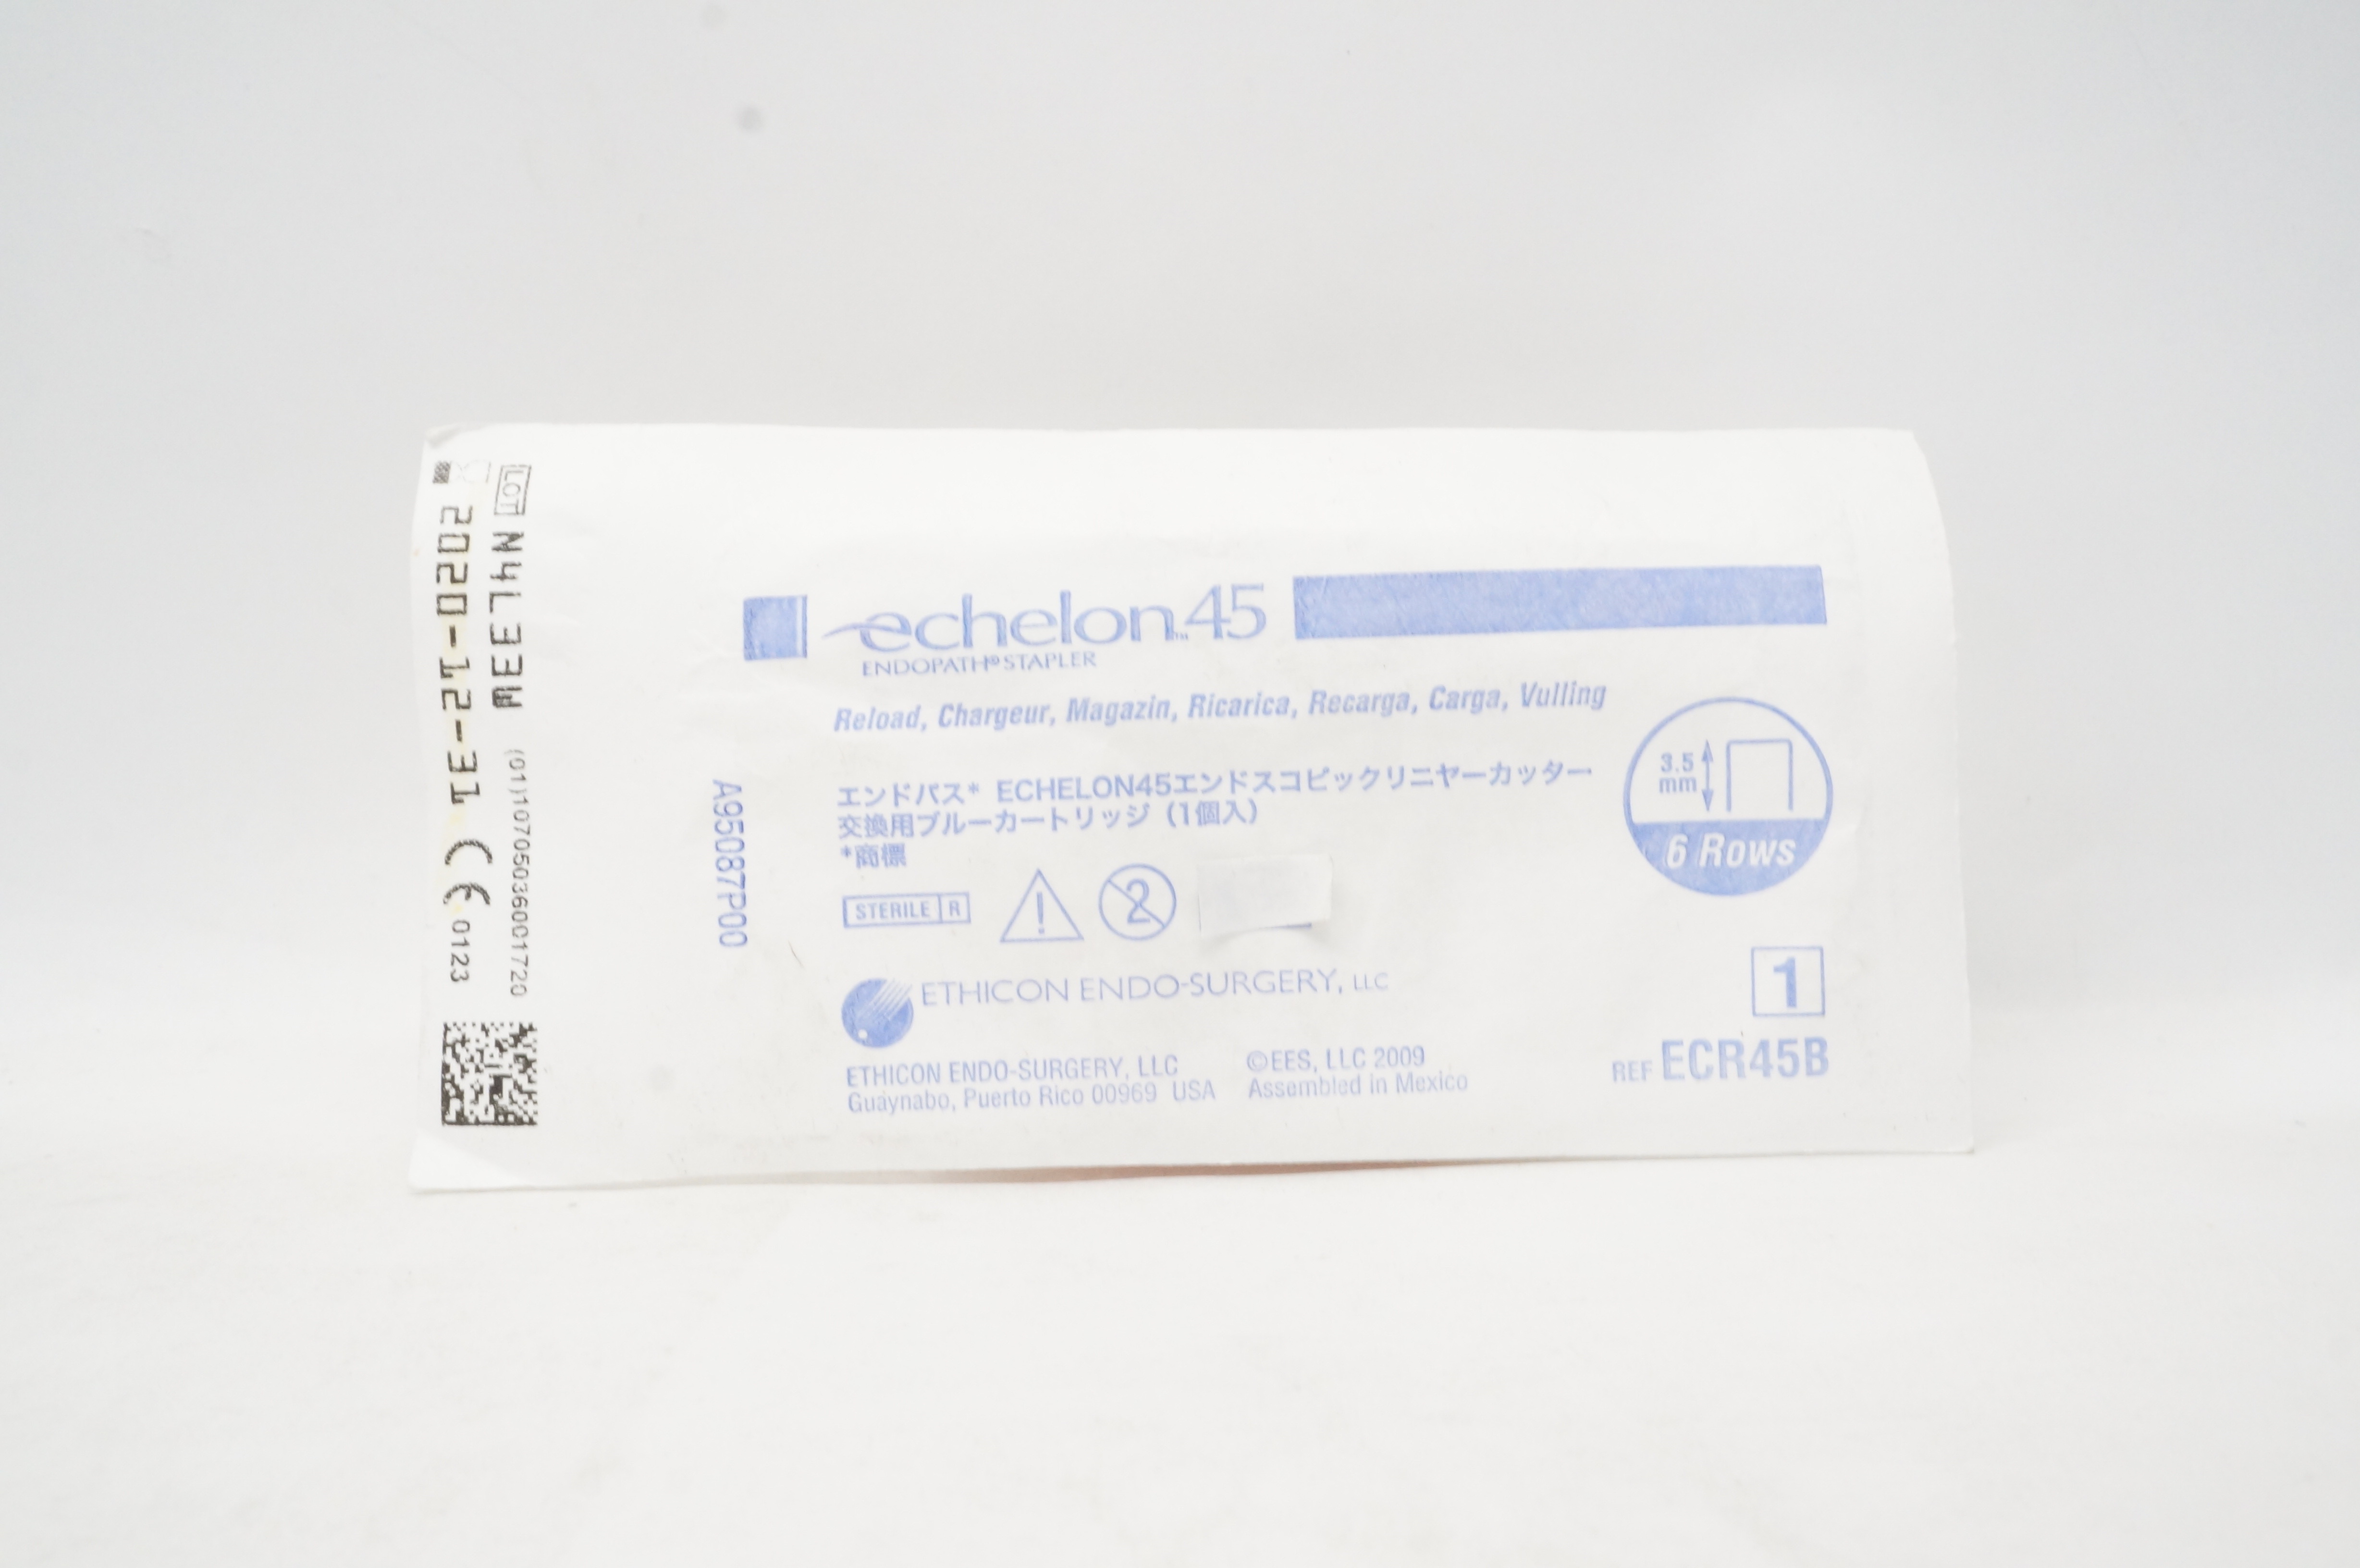 LOT N4L33W (01)10705036001720
2020-12-31 CE 0123
A95087P00
echelon™45
ENDOPATH® STAPLER
Reload, Chargeur, Magazin, Ricarica, Recarga, Carga, Vulling
エンドパス* ECHELON45エンドスコピックリニヤーカッター
交換用ブルーカートリッジ (1個入)
*商標
3.5
mm
6 Rows
STERILE R
2
ETHICON ENDO-SURGERY, LLC
1
ETHICON ENDO-SURGERY, LLC ©EES, LLC 2009
Guaynabo, Puerto Rico 00969 USA Assembled in Mexico
REF ECR45B